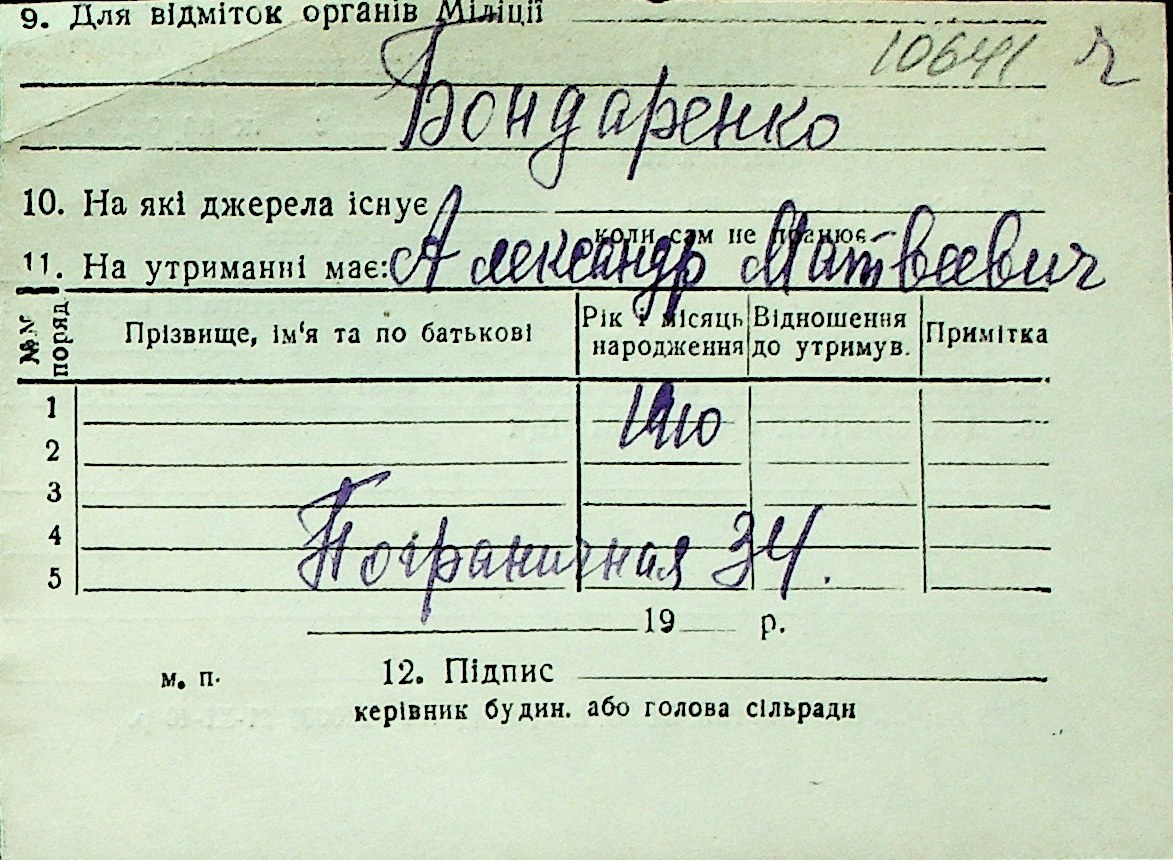 9. Для відміток органів Міліції
10641 ч
Бондаренко
10. На які джерела існує
коли сам не працює
11. На утриманні має:
Александр Матвеевич
№№ поряд
Прізвище, ім'я та по батькові
Рік і місяць народження
Відношення до утримув.
Примітка
1
1910
2
3
4
Пограничная 34.
5
19 р.
м. п.
12. Підпис
керівник будин. або голова сільради